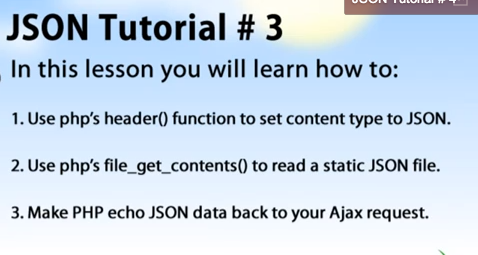 JSON Tutorial # 3
In this lesson you will learn how to:
1. Use php's header() function to set content type to JSON.
2. Use php's file_get_contents() to read a static JSON file.
3. Make PHP echo JSON data back to your Ajax request.